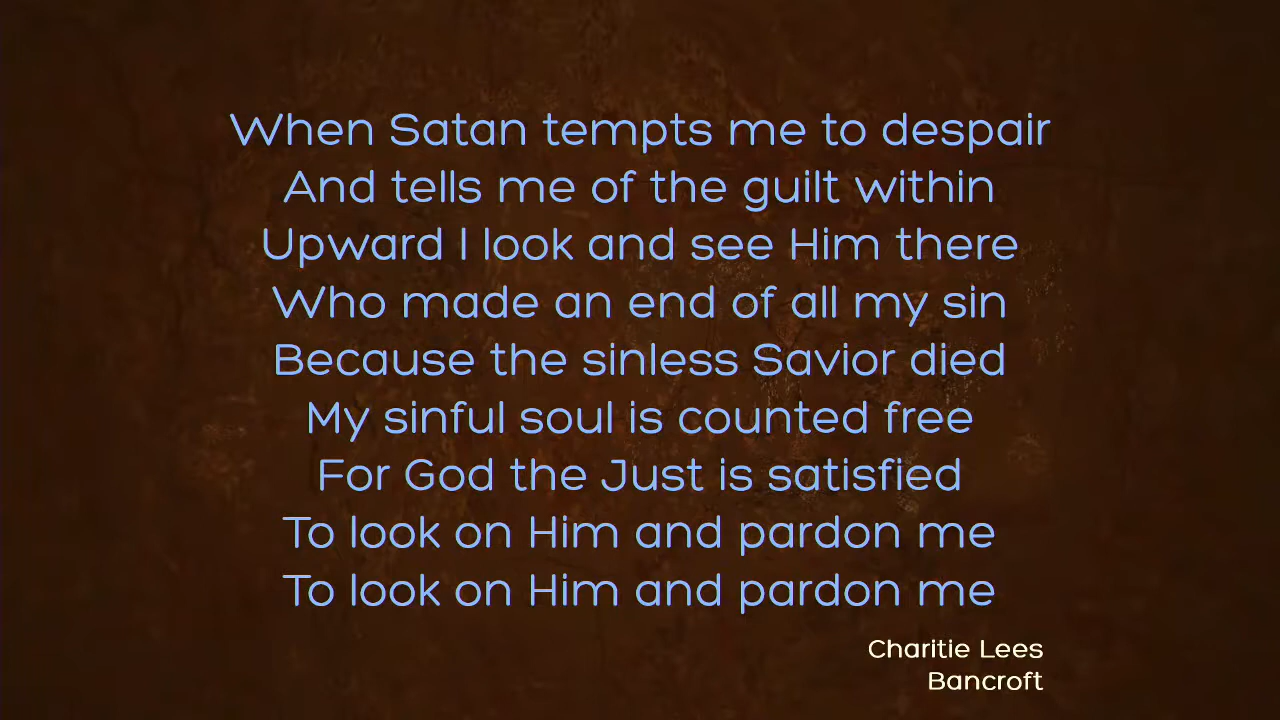 When Satan tempts me to despair
And tells me of the guilt within
Upward I look and see Him there
Who made an end of all my sin
Because the sinless Savior died
My sinful soul is counted free
For God the Just is satisfied
To look on Him and pardon me
To look on Him and pardon me
Charitie Lees
Bancroft